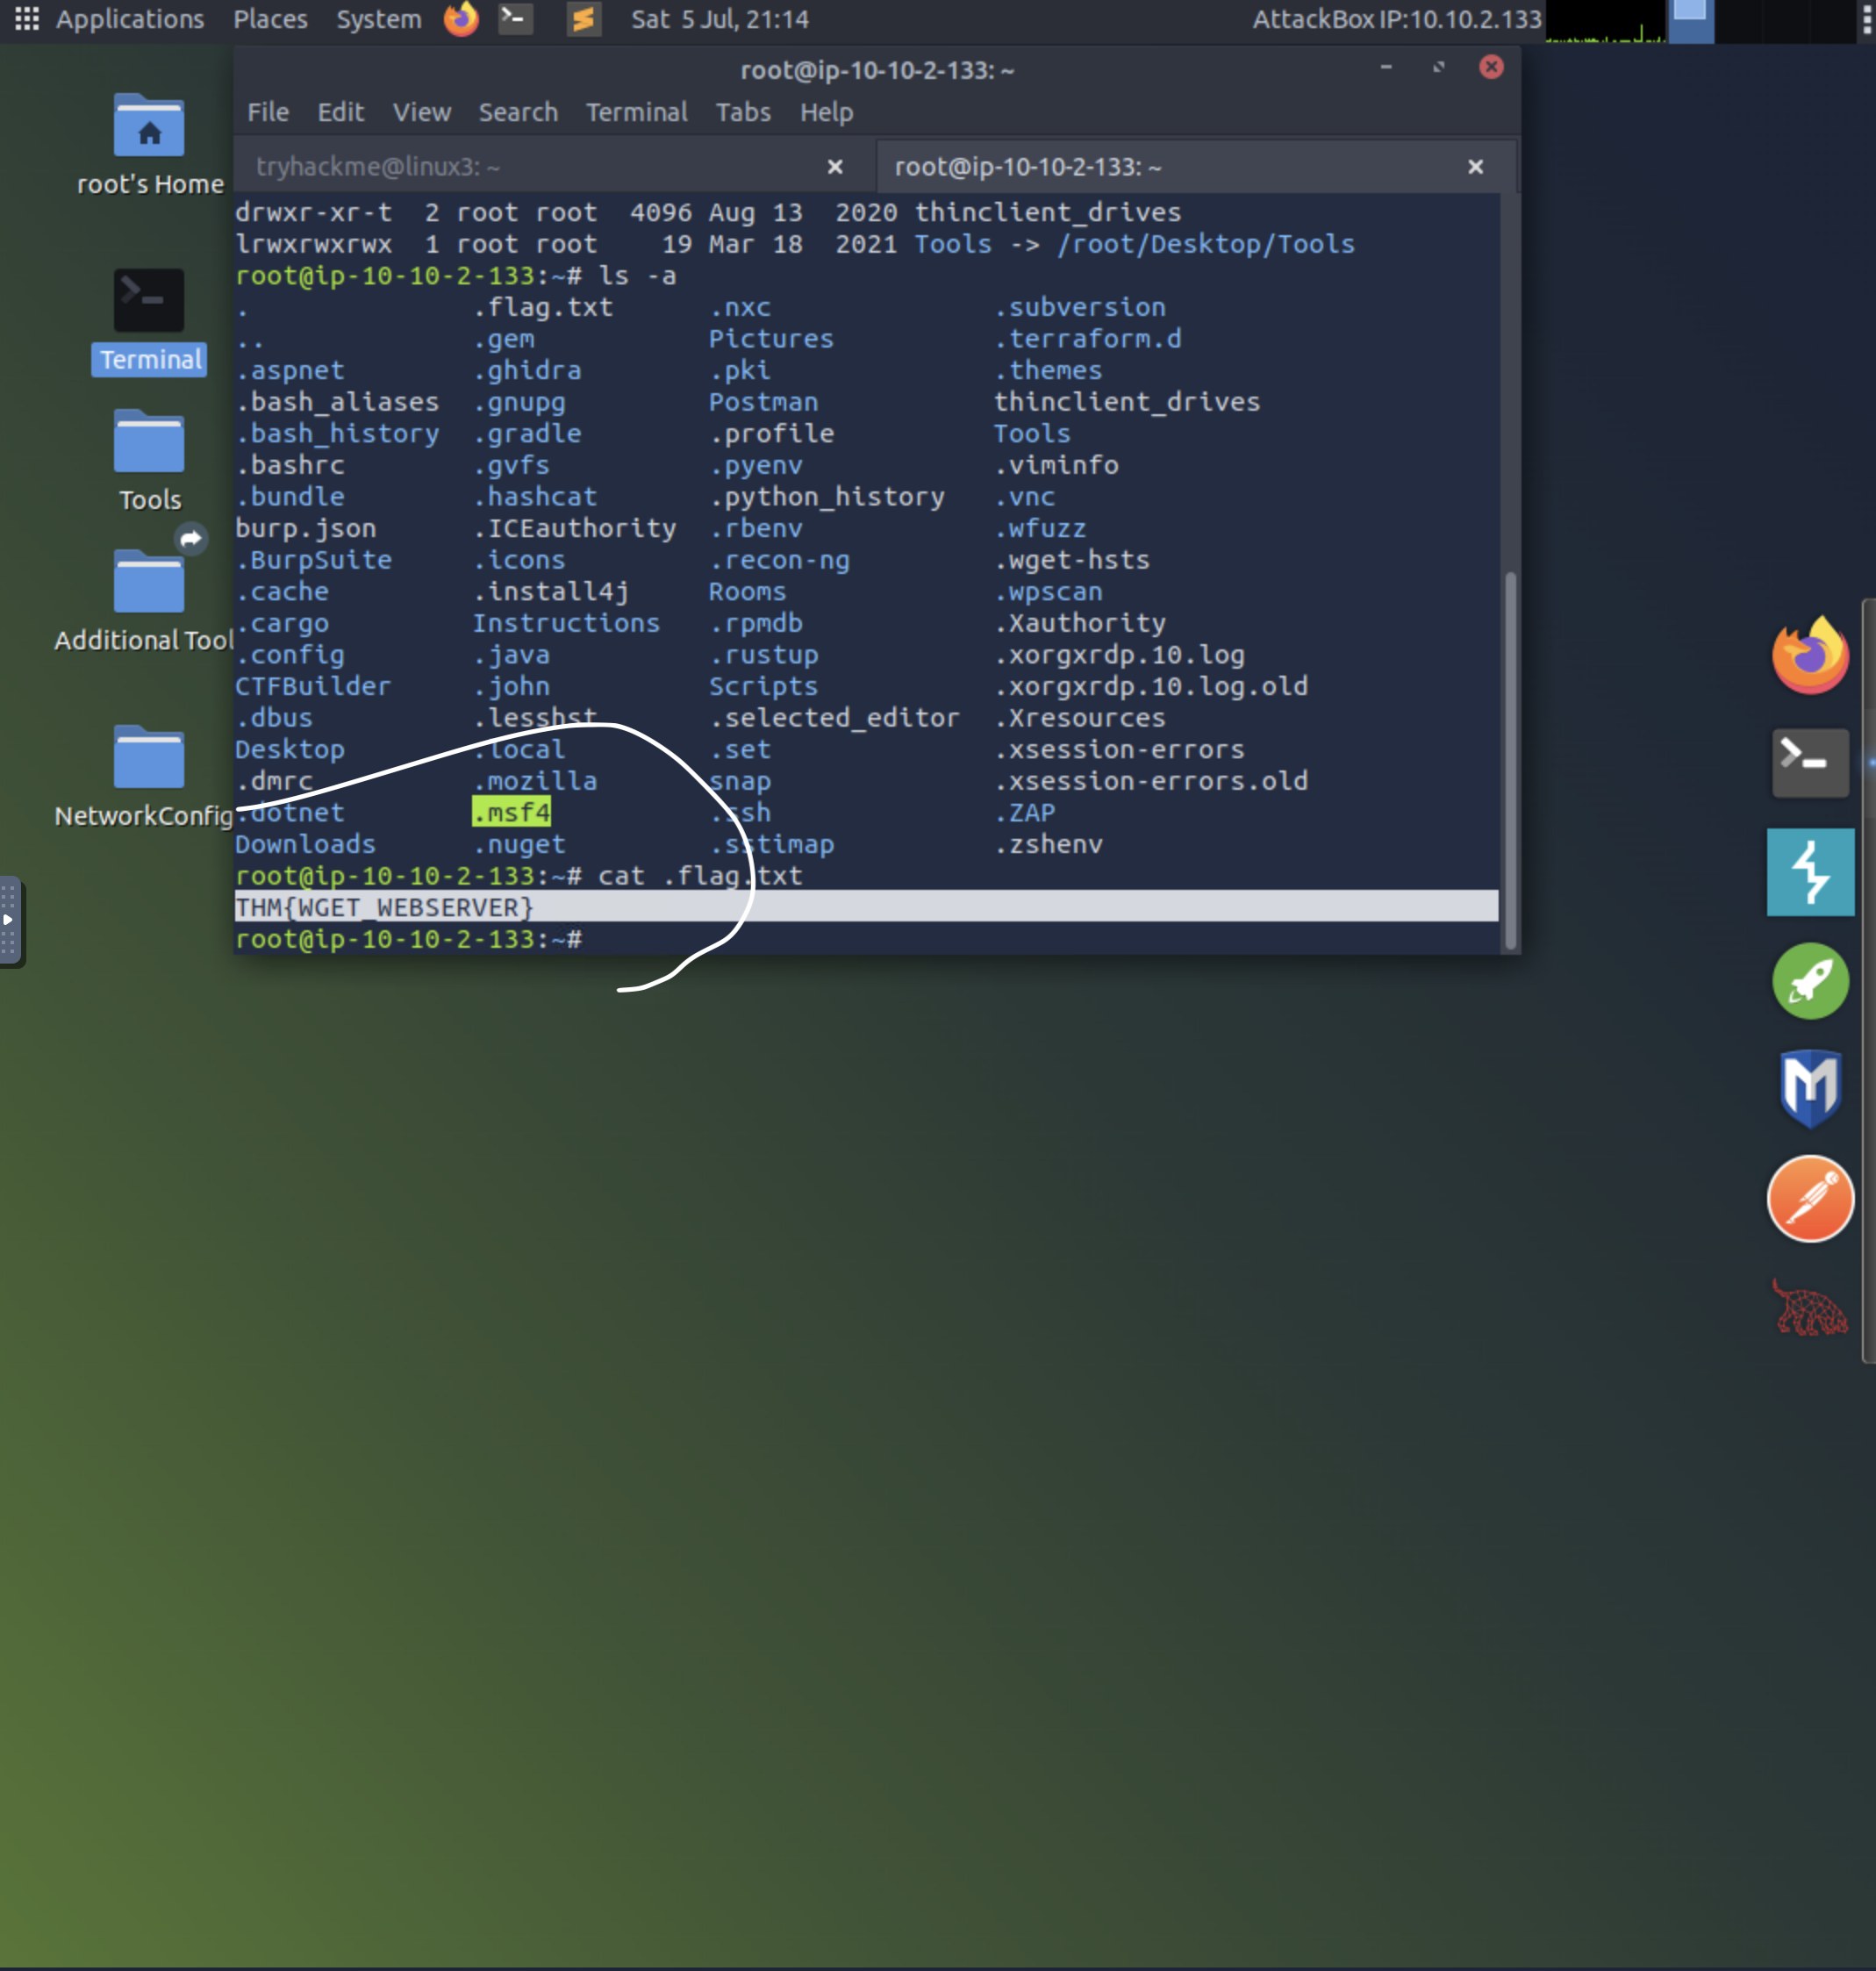 Applications Places System Sat 5 Jul, 21:14 AttackBox IP:10.10.2.133
root's Home
Terminal
Tools
Additional Tool
NetworkConfig
root@ip-10-10-2-133: ~
File Edit View Search Terminal Tabs Help
tryhackme@linux3: ~ root@ip-10-10-2-133: ~
drwxr-xr-t 2 root root 4096 Aug 13 2020 thinclient_drives
lrwxrwxrwx 1 root root 19 Mar 18 2021 Tools -> /root/Desktop/Tools
root@ip-10-10-2-133:~# ls -a
. .flag.txt .nxc .subversion
.. .gem Pictures .terraform.d
.aspnet .ghidra .pki .themes
.bash_aliases .gnupg Postman thinclient_drives
.bash_history .gradle .profile Tools
.bashrc .gvfs .pyenv .viminfo
.bundle .hashcat .python_history .vnc
burp.json .ICEauthority .rbenv .wfuzz
.BurpSuite .icons .recon-ng .wget-hsts
.cache .install4j Rooms .wpscan
.cargo Instructions .rpmdb .Xauthority
.config .java .rustup .xorgxrdp.10.log
CTFBuilder .john Scripts .xorgxrdp.10.log.old
.dbus .lesshst .selected_editor .Xresources
Desktop .local .set .xsession-errors
.dmrc .mozilla snap .xsession-errors.old
.dotnet .msf4 .ssh .ZAP
Downloads .nuget .sstimap .zshenv
root@ip-10-10-2-133:~# cat .flag.txt
THM{WGET_WEBSERVER}
root@ip-10-10-2-133:~#